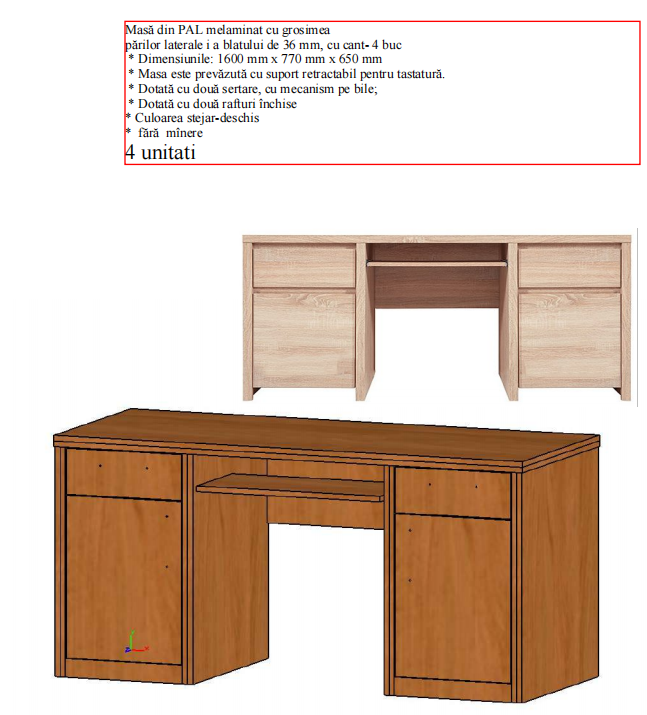 Masă din PAL melaminat cu grosimea
părilor laterale i a blatului de 36 mm, cu cant- 4 buc
* Dimensiunile: 1600 mm x 770 mm x 650 mm
* Masa este prevăzută cu suport retractabil pentru tastatură.
* Dotată cu două sertare, cu mecanism pe bile;
* Dotată cu două rafturi închise
* Culoarea stejar-deschis
* fără mînere
4 unitati